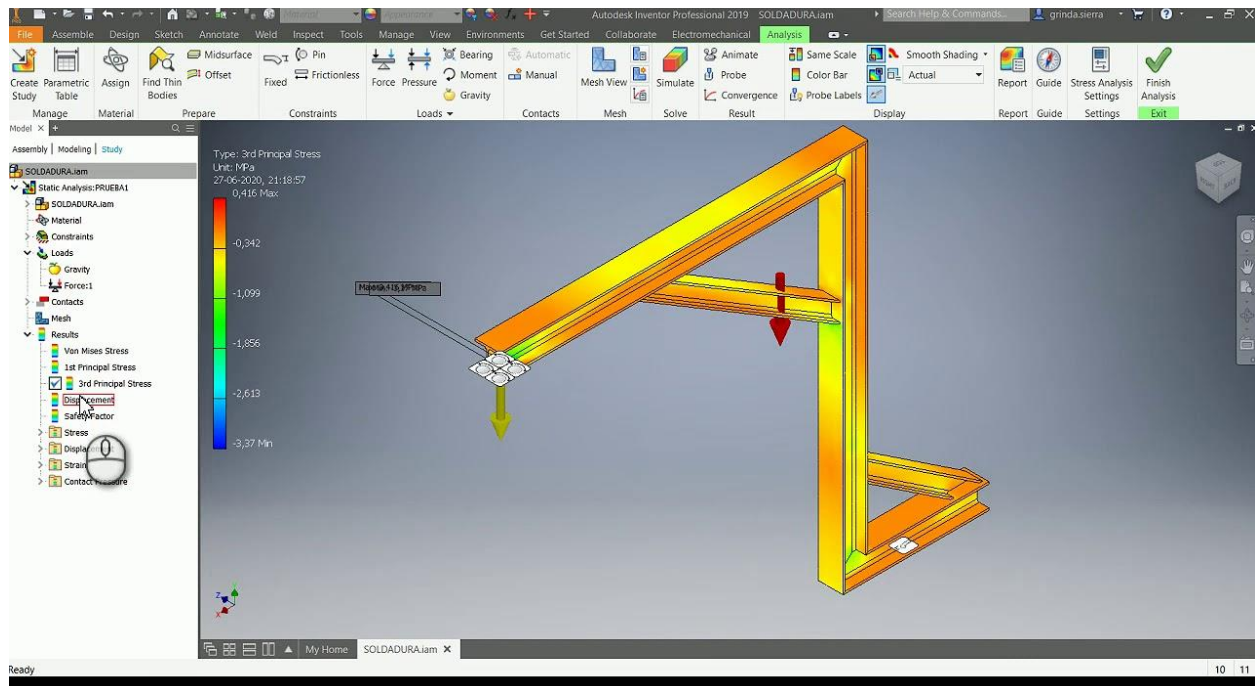 Material
Appearance
Autodesk Inventor Professional 2019 SOLDADURA.iam
Search Help & Commands...
grinda.sierra
File Assemble Design Sketch Annotate Weld Inspect Tools Manage View Environments Get Started Collaborate Electromechanical Analysis
Create Study
Parametric Table
Assign
Find Thin Bodies
Midsurface
Offset
Fixed
Pin
Frictionless
Force
Pressure
Bearing
Moment
Gravity
Automatic
Manual
Mesh View
Simulate
Animate
Probe
Convergence
Same Scale
Color Bar
Probe Labels
Smooth Shading
Actual
Report
Guide
Stress Analysis Settings
Finish Analysis
Manage Material Prepare Constraints Loads Contacts Mesh Solve Result Display Report Guide Settings Exit
Model
Assembly Modeling Study
SOLDADURA.iam
Static Analysis:PRUEBA1
SOLDADURA.iam
Material
Constraints
Loads
Gravity
Force:1
Contacts
Mesh
Results
Von Mises Stress
1st Principal Stress
3rd Principal Stress
Displacement
Safety Factor
Stress
Strain
Contact Pressure
Type: 3rd Principal Stress
Unit: MPa
27-06-2020, 21:18:57
0,416 Max
-0,342
-1,099
-1,856
-2,613
-3,37 Min
My Home SOLDADURA.iam
Ready
10 11